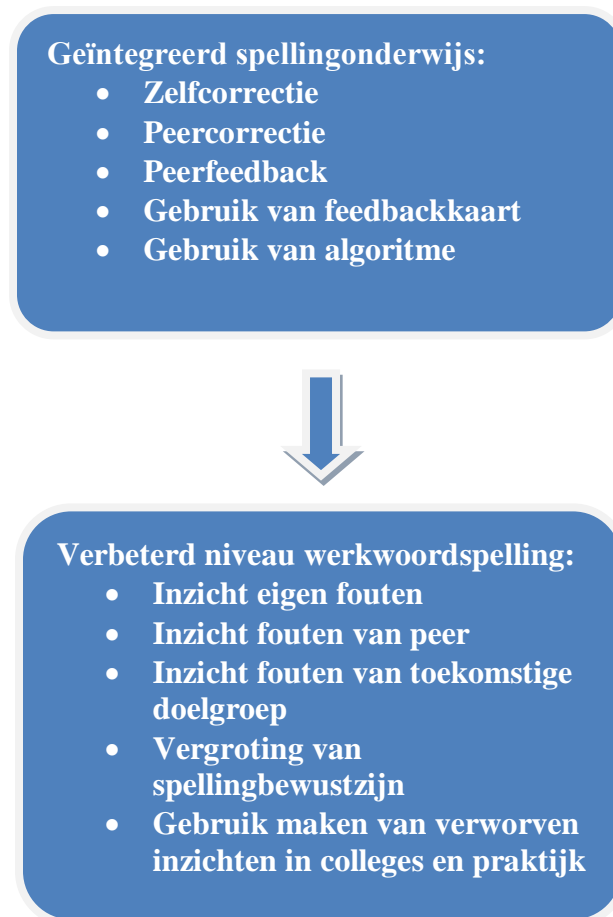 Geïntegreerd spellingonderwijs:
• Zelfcorrectie
• Peercorrectie
• Peerfeedback
• Gebruik van feedbackkaart
• Gebruik van algoritme
Verbeterd niveau werkwoordspelling:
• Inzicht eigen fouten
• Inzicht fouten van peer
• Inzicht fouten van toekomstige
doelgroep
• Vergroting van
spellingbewustzijn
• Gebruik maken van verworven
inzichten in colleges en praktijk